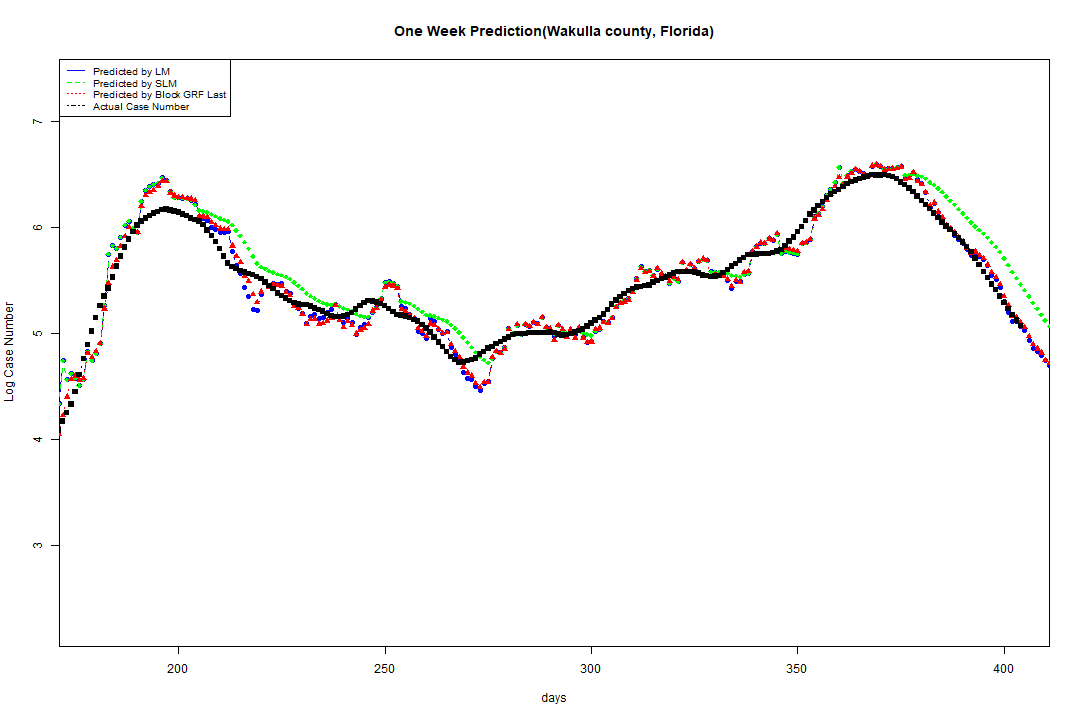 One Week Prediction(Wakulla county, Florida)
Predicted by LM
Predicted by SLM
Predicted by Block GRF Last
Actual Case Number
7
6
5
4
3
Log Case Number
200 250 300 350 400
days